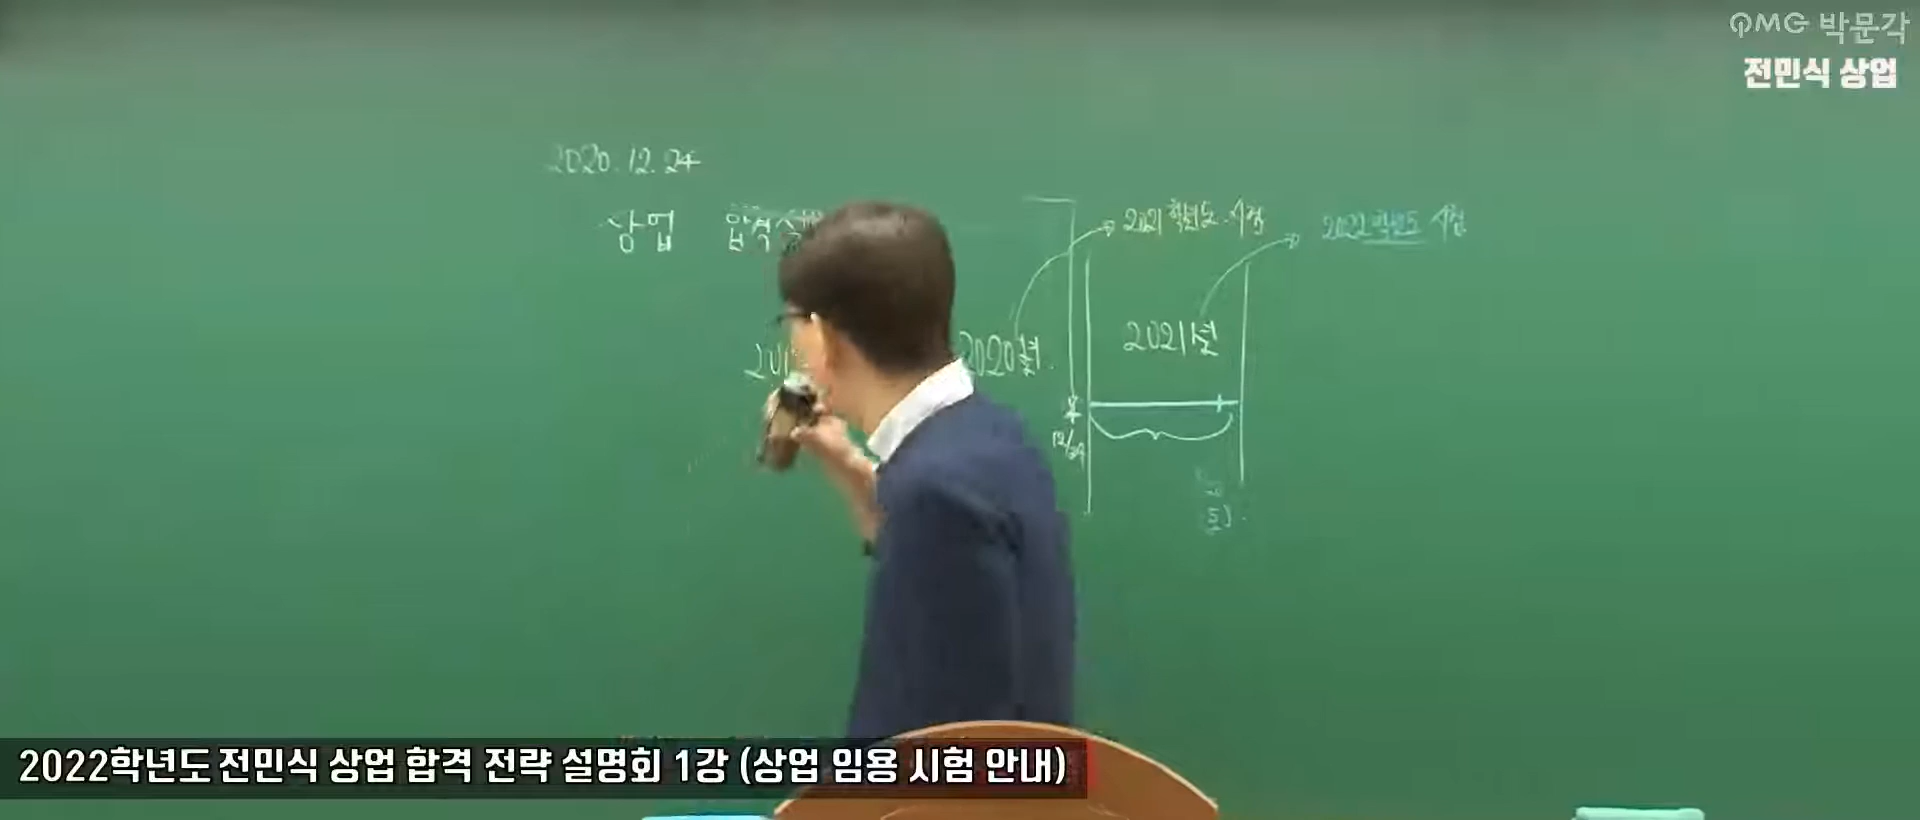 PMG 박문각
전민식 상업
2020.12.24
상업 합격
2021학년도 시험
2022학년도 시험
2020년
2021년
12/24
2022학년도 전민식 상업 합격 전략 설명회 1강 (상업 임용 시험 안내)